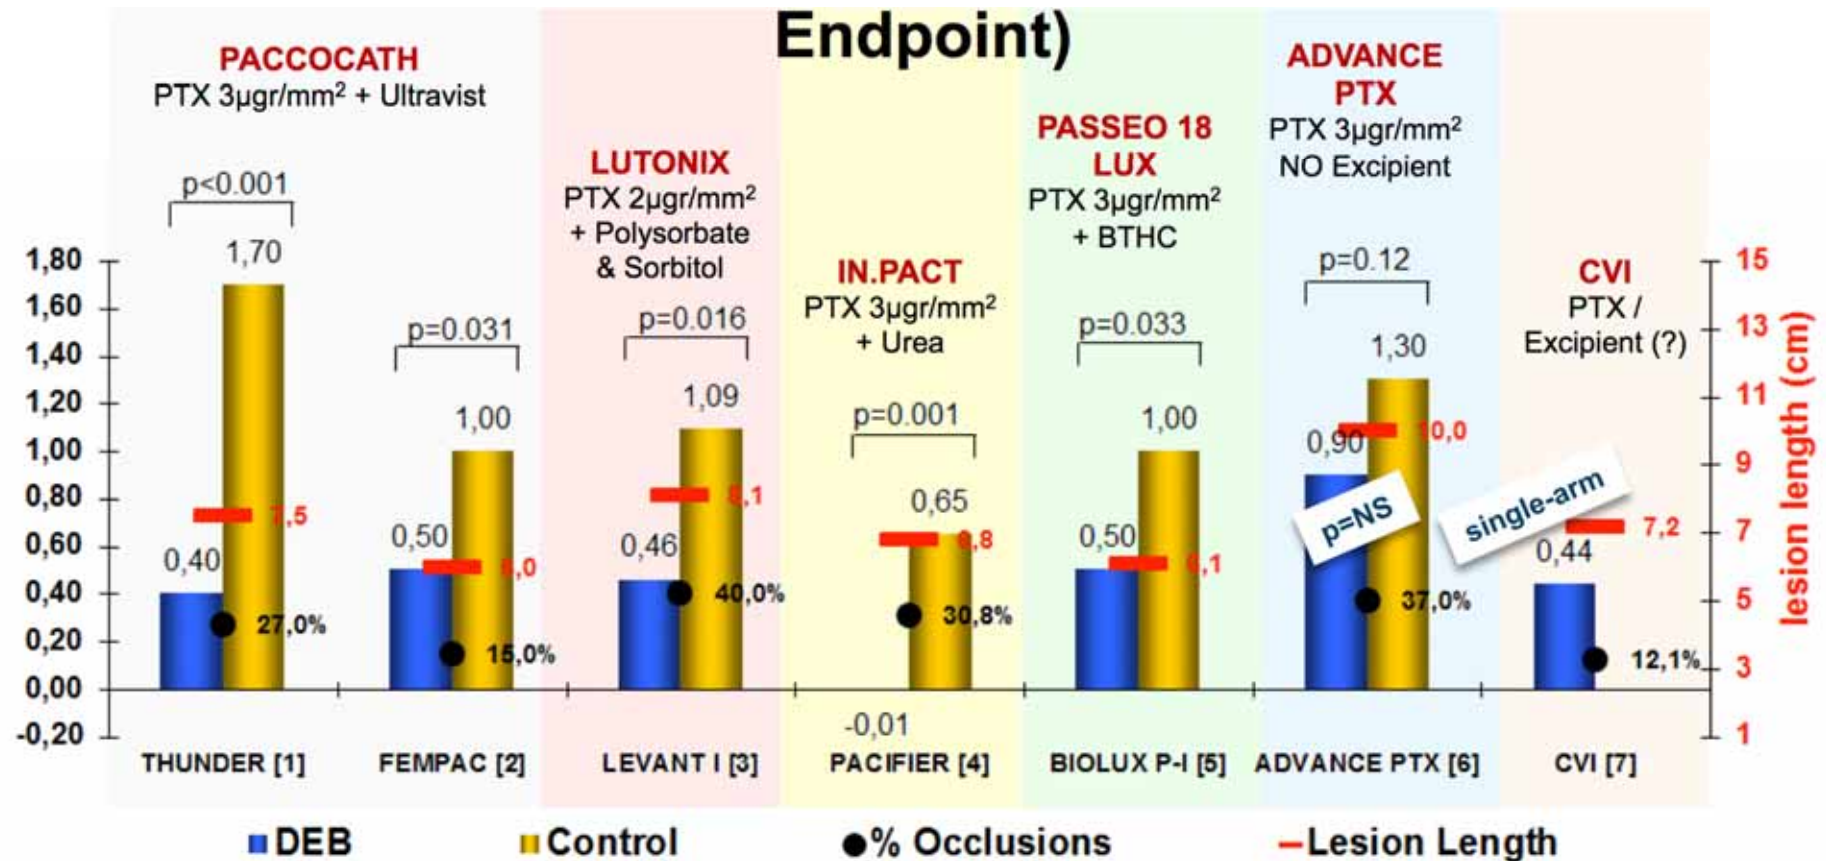 Endpoint)
PACCOCATH
PTX 3µgr/mm² + Ultravist
LUTONIX
PTX 2µgr/mm²
+ Polysorbate
& Sorbitol
IN.PACT
PTX 3µgr/mm²
+ Urea
PASSEO 18
LUX
PTX 3µgr/mm²
+ BTHC
ADVANCE
PTX
PTX 3µgr/mm²
NO Excipient
CVI
PTX /
Excipient (?)
1,80
1,60
1,40
1,20
1,00
0,80
0,60
0,40
0,20
0,00
-0,20
p<0.001
1,70
7,5
0,40
27,0%
p=0.031
1,00
0,50
6,0
15,0%
p=0.016
1,09
8,1
0,46
40,0%
p=0.001
0,65
6,8
30,8%
-0,01
p=0.033
1,00
0,50
6,1
p=0.12
1,30
0,90
10,0
p=NS
37,0%
single-arm
7,2
0,44
12,1%
15
13
11
9
7
5
3
1
lesion length (cm)
THUNDER [1]
FEMPAC [2]
LEVANT I [3]
PACIFIER [4]
BIOLUX P-I [5]
ADVANCE PTX [6]
CVI [7]
DEB
Control
% Occlusions
Lesion Length